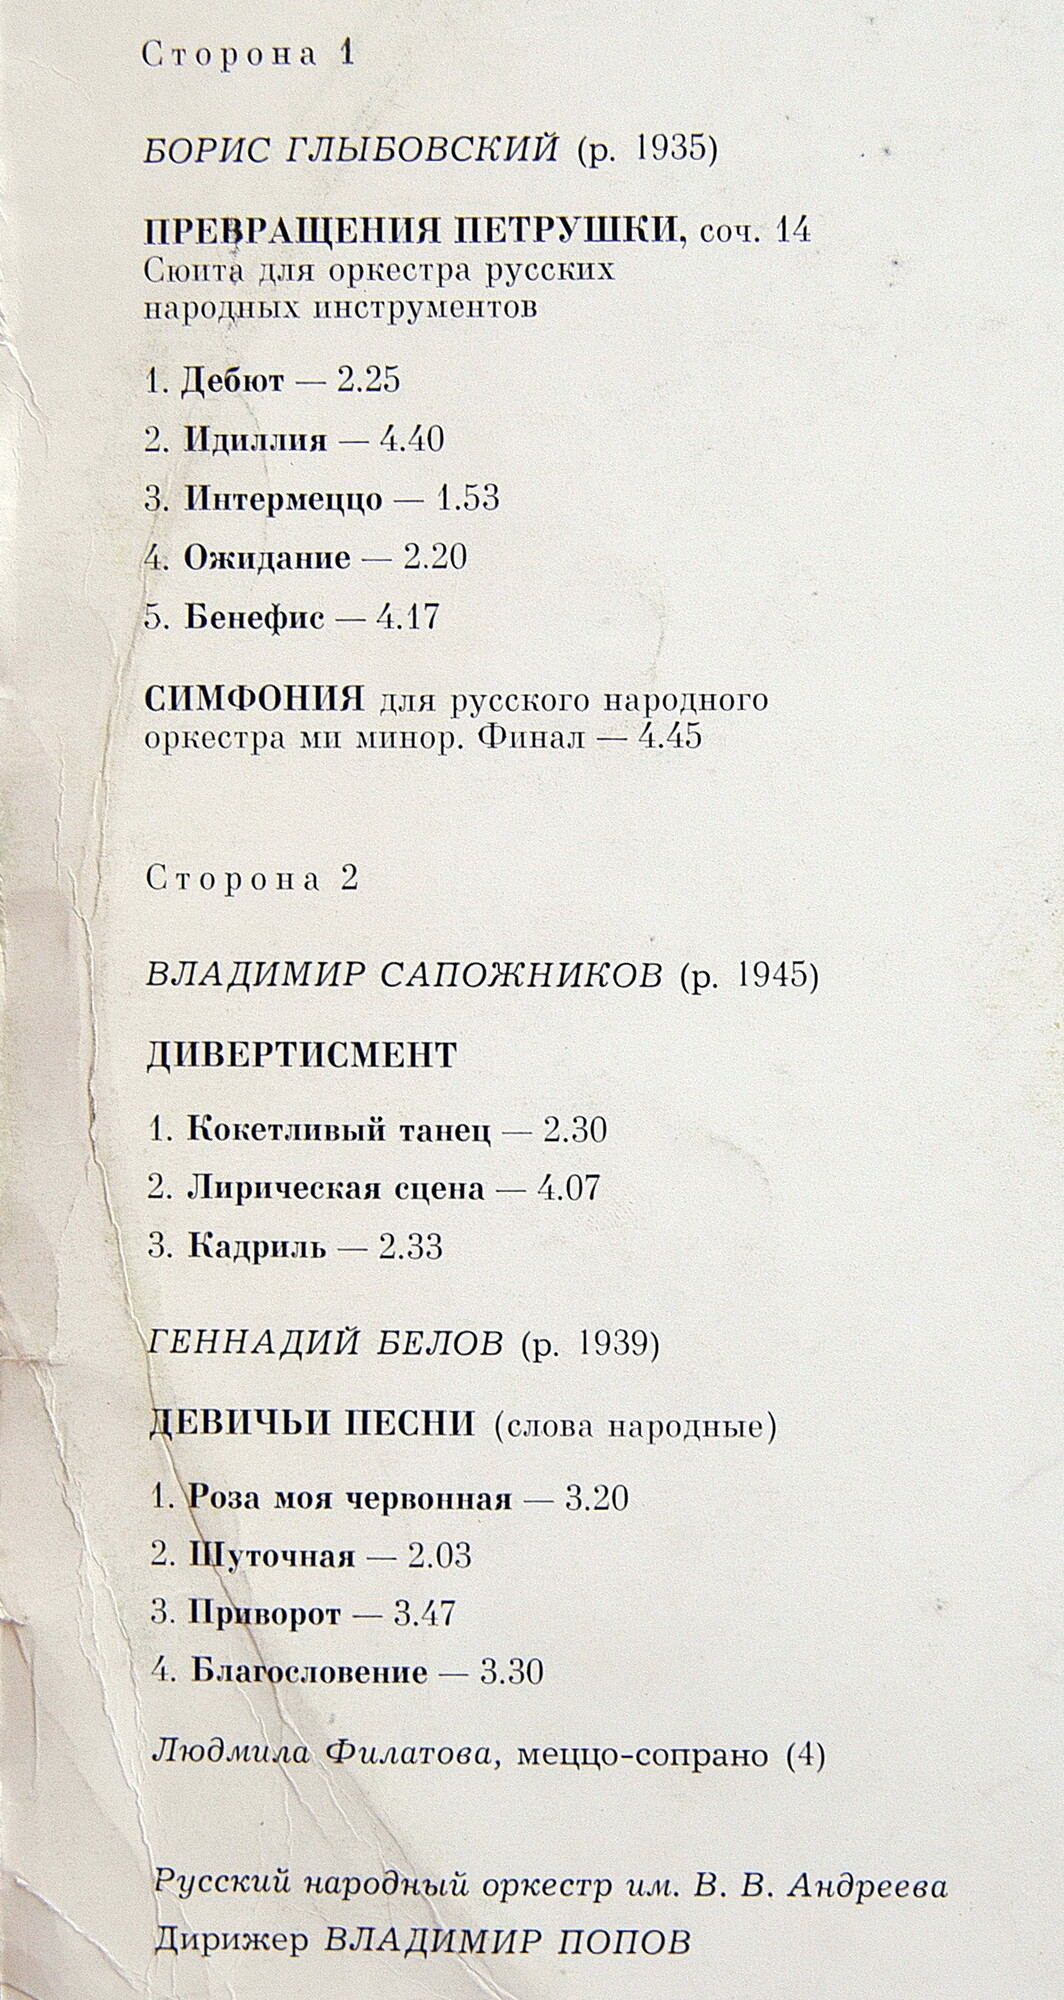 Сторона 1
БОРИС ГЛЫБОВСКИЙ (р. 1935)
ПРЕВРАЩЕНИЯ ПЕТРУШКИ, соч. 14
Сюита для оркестра русских
народных инструментов
1. Дебют — 2.25
2. Идиллия — 4.40
3. Интермеццо — 1.53
4. Ожидание — 2.20
5. Бенефис — 4.17
СИМФОНИЯ для русского народного
оркестра ми минор. Финал — 4.45
Сторона 2
ВЛАДИМИР САПОЖНИКОВ (р. 1945)
ДИВЕРТИСМЕНТ
1. Кокетливый танец — 2.30
2. Лирическая сцена — 4.07
3. Кадриль — 2.33
ГЕННАДИЙ БЕЛОВ (р. 1939)
ДЕВИЧЬИ ПЕСНИ (слова народные)
1. Роза моя червонная — 3.20
2. Шуточная — 2.03
3. Приворот — 3.47
4. Благословение — 3.30
Людмила Филатова, меццо-сопрано (4)
Русский народный оркестр им. В. В. Андреева
Дирижер ВЛАДИМИР ПОПОВ